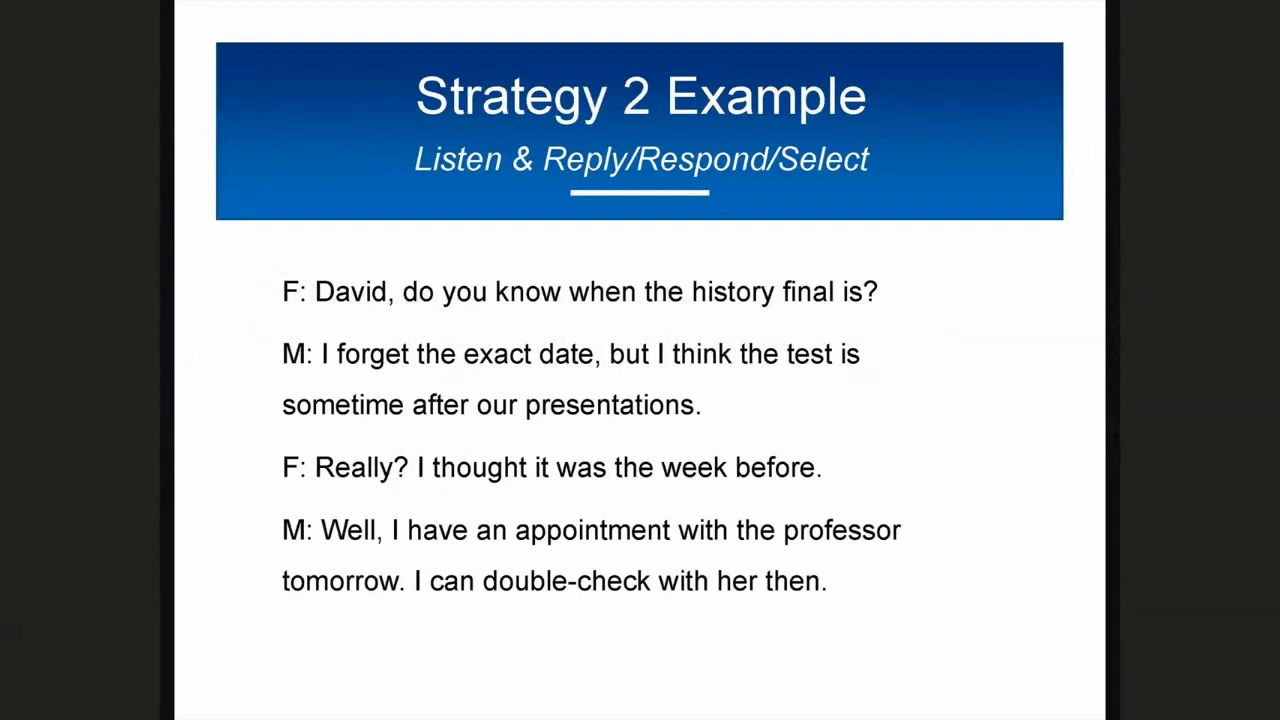 Strategy 2 Example
Listen & Reply/Respond/Select
F: David, do you know when the history final is?
M: I forget the exact date, but I think the test is
sometime after our presentations.
F: Really? I thought it was the week before.
M: Well, I have an appointment with the professor
tomorrow. I can double-check with her then.